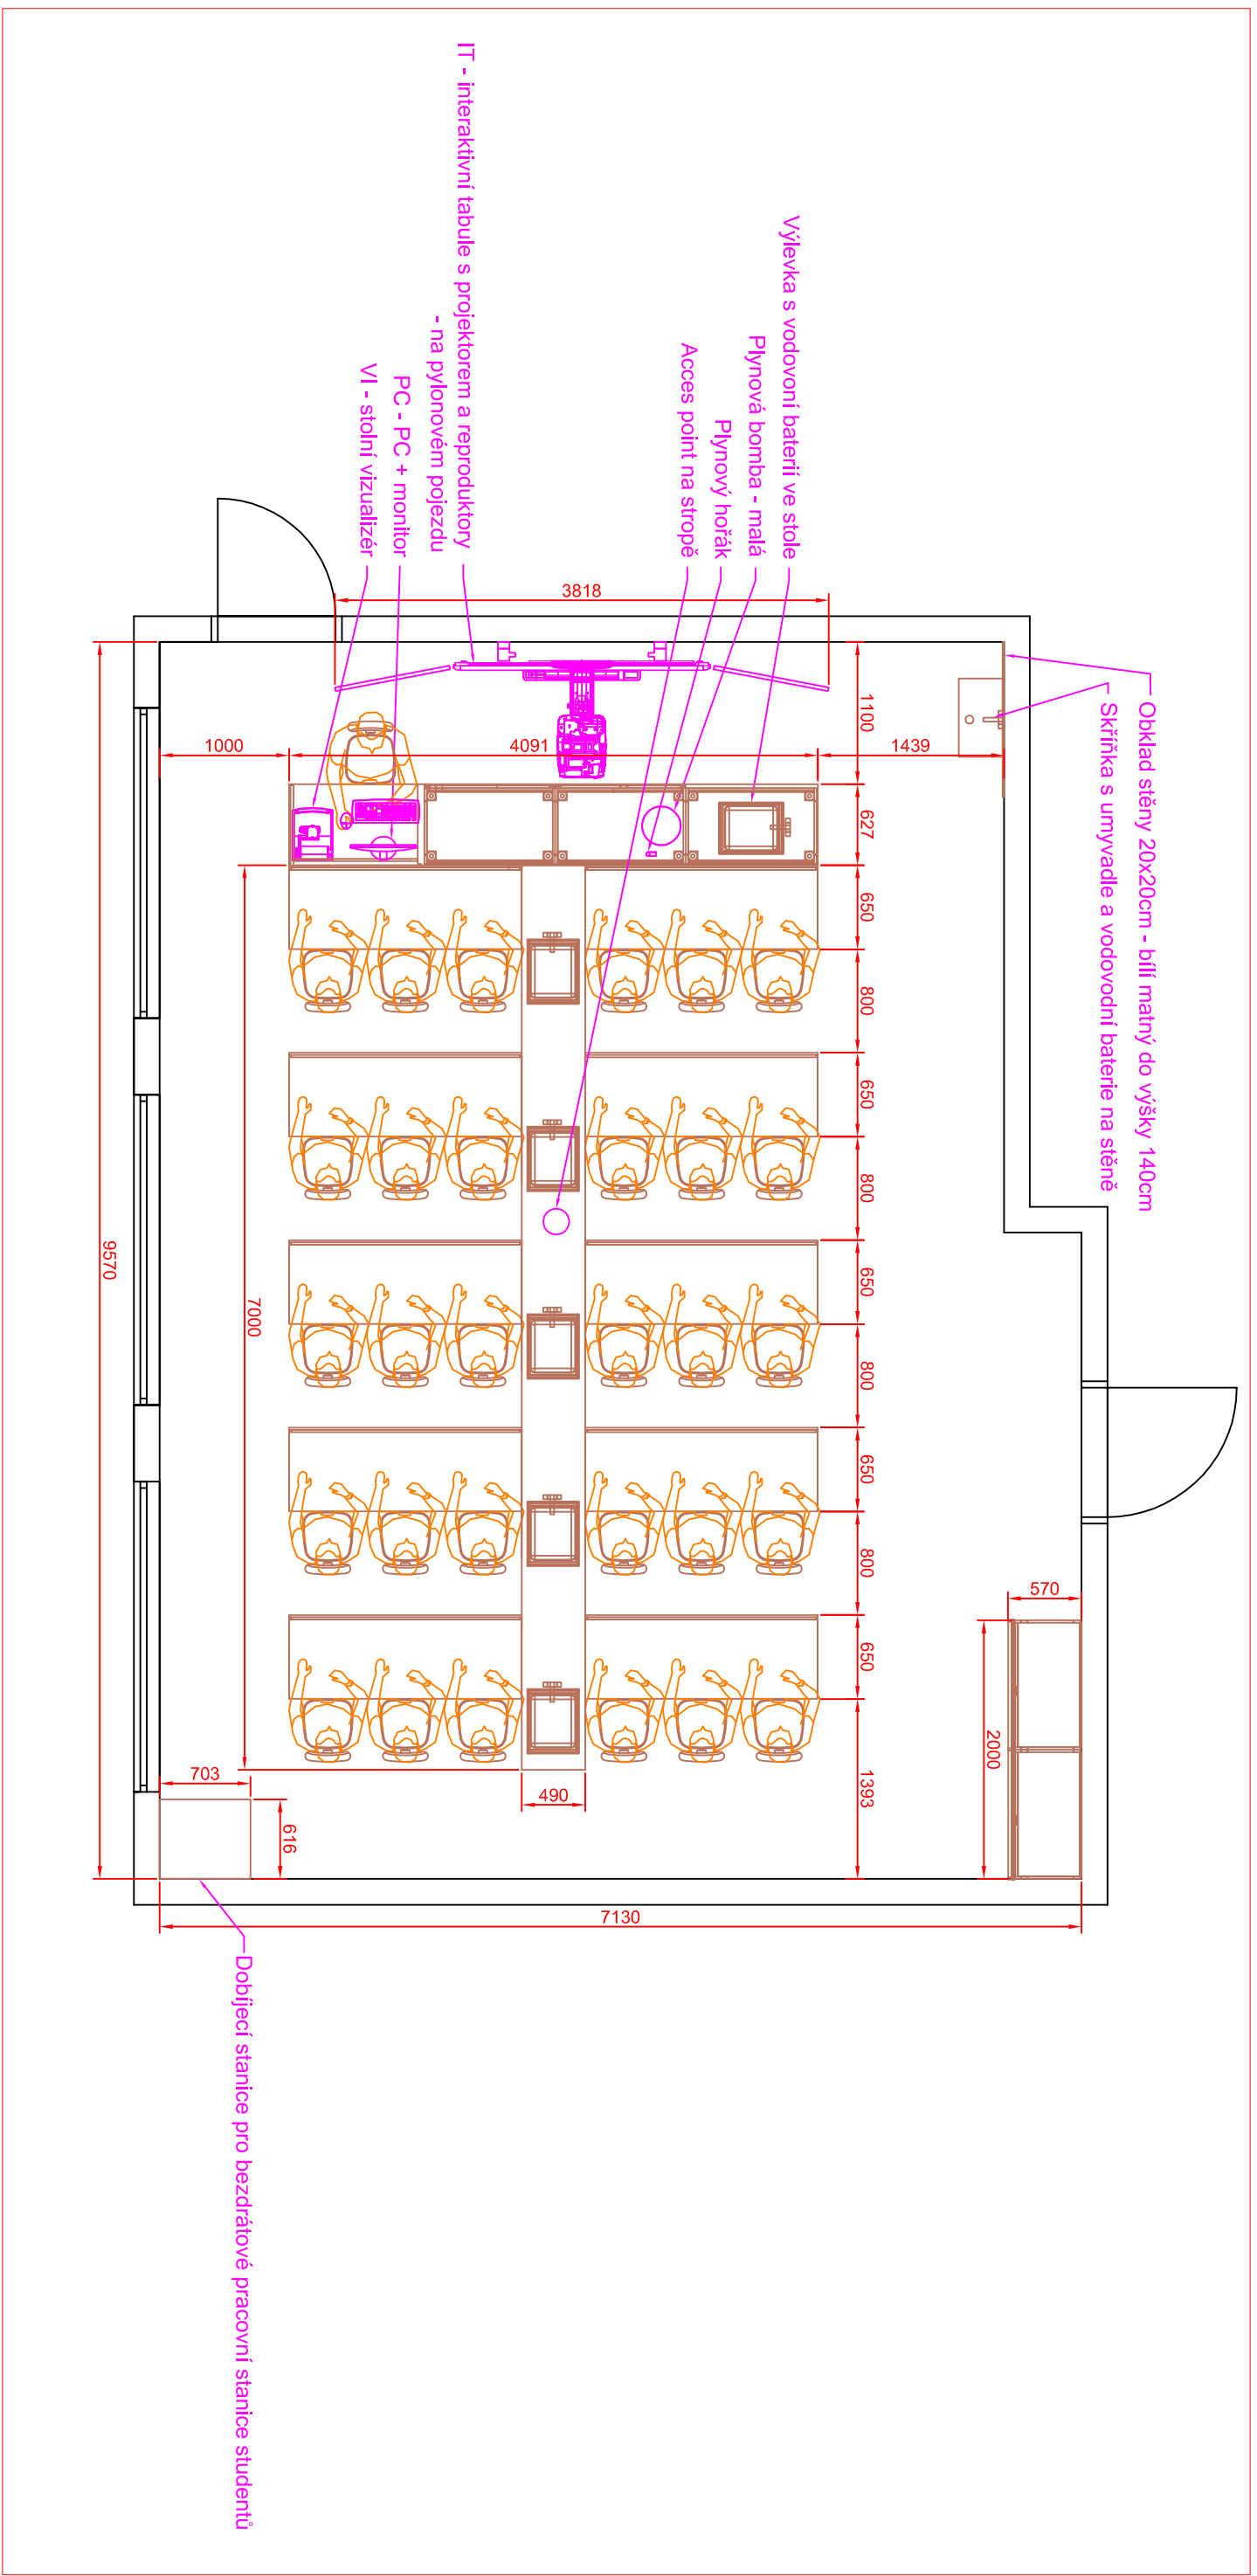 Obklad stěny 20x20cm - bílí matný do výšky 140cm
Skříňka s umyvadle a vodovodní baterie na stěně
570
2000
1439
1100
627
650
800
650
800
650
800
650
800
650
1393
Výlevka s vodovoní baterií ve stole
Plynová bomba - malá
Plynový hořák
Acces point na stropě
7130
3818
490
4091
IT - interaktivní tabule s projektorem a reproduktory
- na pylonovém pojezdu
PC - PC + monitor
VI - stolní vizualizér
616
7000
Dobíjecí stanice pro bezdrátové pracovní stanice studentů
1000
703
9570